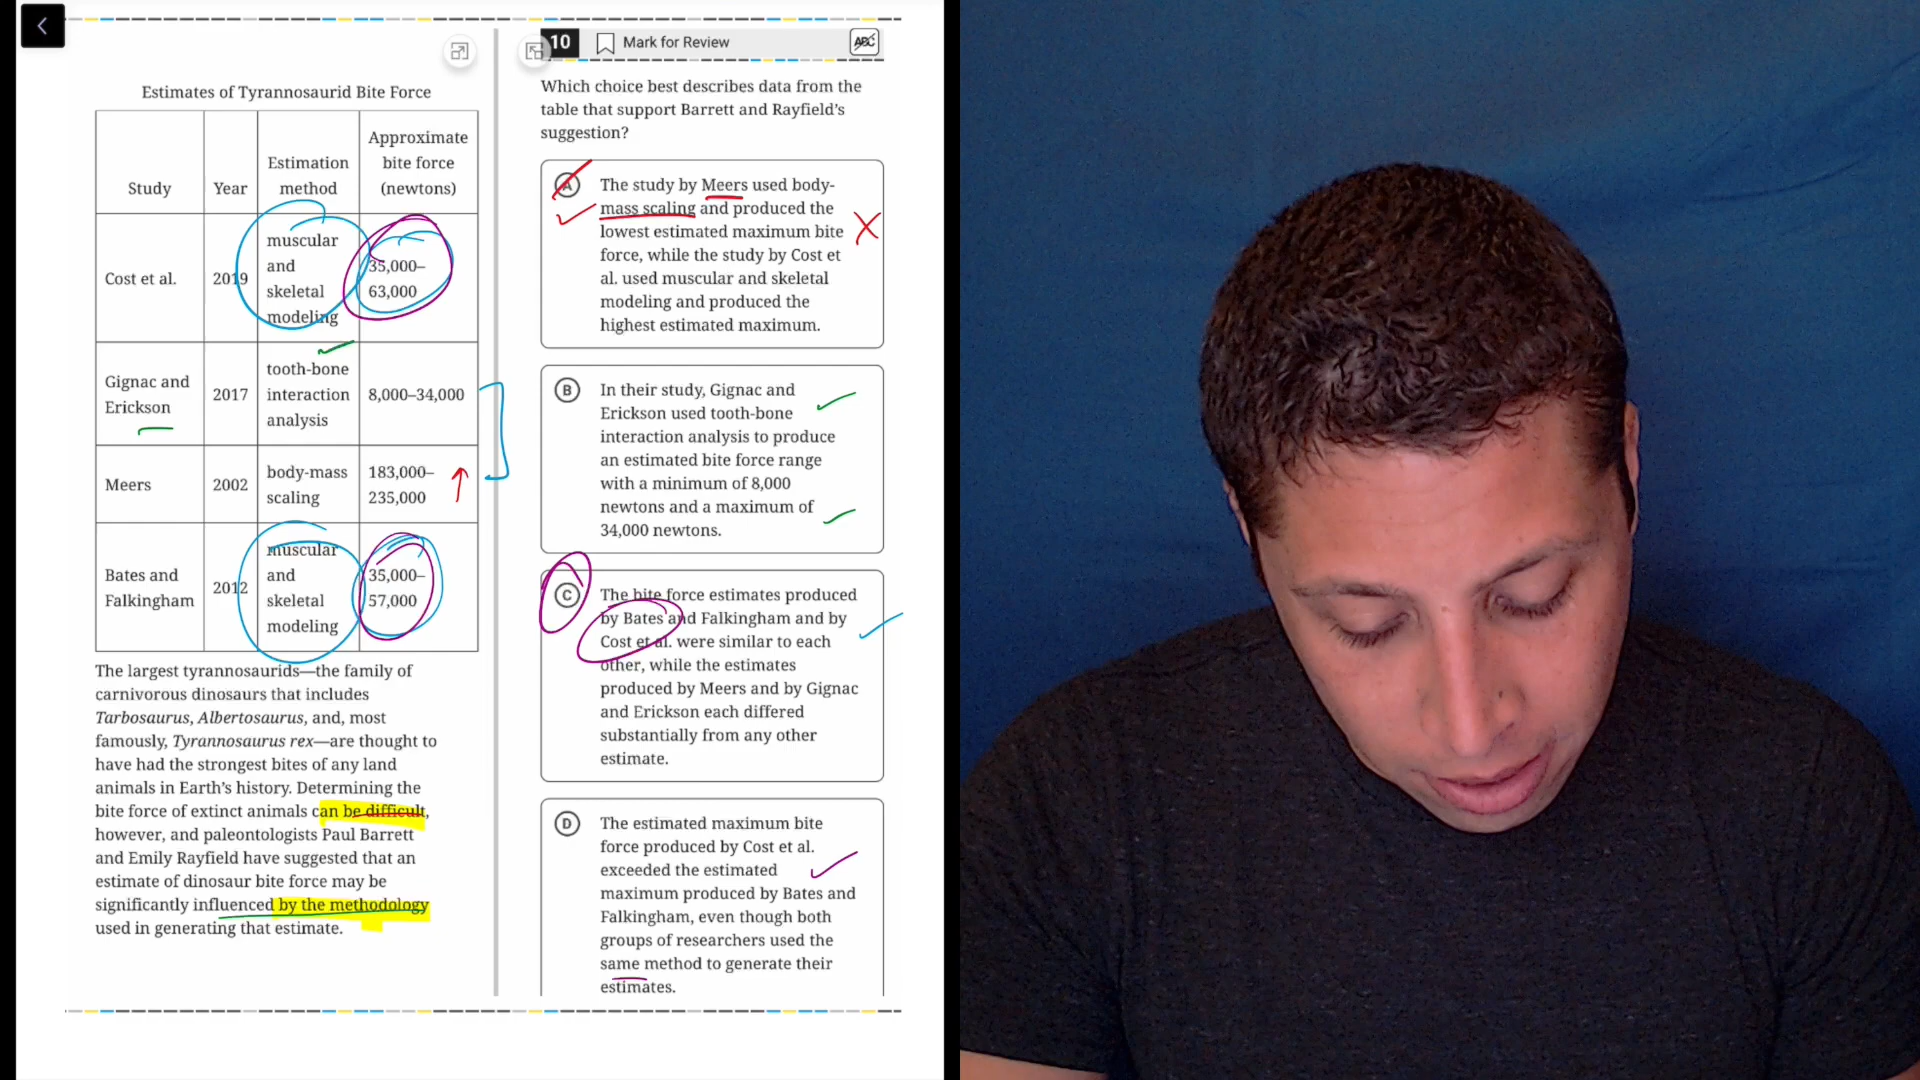 10 Mark for Review ABC
Estimates of Tyrannosaurid Bite Force
Study Year Estimation method Approximate bite force (newtons)
Cost et al. 2019 muscular and skeletal modeling 35,000–63,000
Gignac and Erickson 2017 tooth-bone interaction analysis 8,000–34,000
Meers 2002 body-mass scaling 183,000–235,000
Bates and Falkingham 2012 muscular and skeletal modeling 35,000–57,000
The largest tyrannosaurids—the family of
carnivorous dinosaurs that includes
Tarbosaurus, Albertosaurus, and, most
famously, Tyrannosaurus rex—are thought to
have had the strongest bites of any land
animals in Earth's history. Determining the
bite force of extinct animals can be difficult,
however, and paleontologists Paul Barrett
and Emily Rayfield have suggested that an
estimate of dinosaur bite force may be
significantly influenced by the methodology
used in generating that estimate.
Which choice best describes data from the
table that support Barrett and Rayfield's
suggestion?
A The study by Meers used body-
mass scaling and produced the
lowest estimated maximum bite
force, while the study by Cost et
al. used muscular and skeletal
modeling and produced the
highest estimated maximum.
B In their study, Gignac and
Erickson used tooth-bone
interaction analysis to produce
an estimated bite force range
with a minimum of 8,000
newtons and a maximum of
34,000 newtons.
C The bite force estimates produced
by Bates and Falkingham and by
Cost et al. were similar to each
other, while the estimates
produced by Meers and by Gignac
and Erickson each differed
substantially from any other
estimate.
D The estimated maximum bite
force produced by Cost et al.
exceeded the estimated
maximum produced by Bates and
Falkingham, even though both
groups of researchers used the
same method to generate their
estimates.